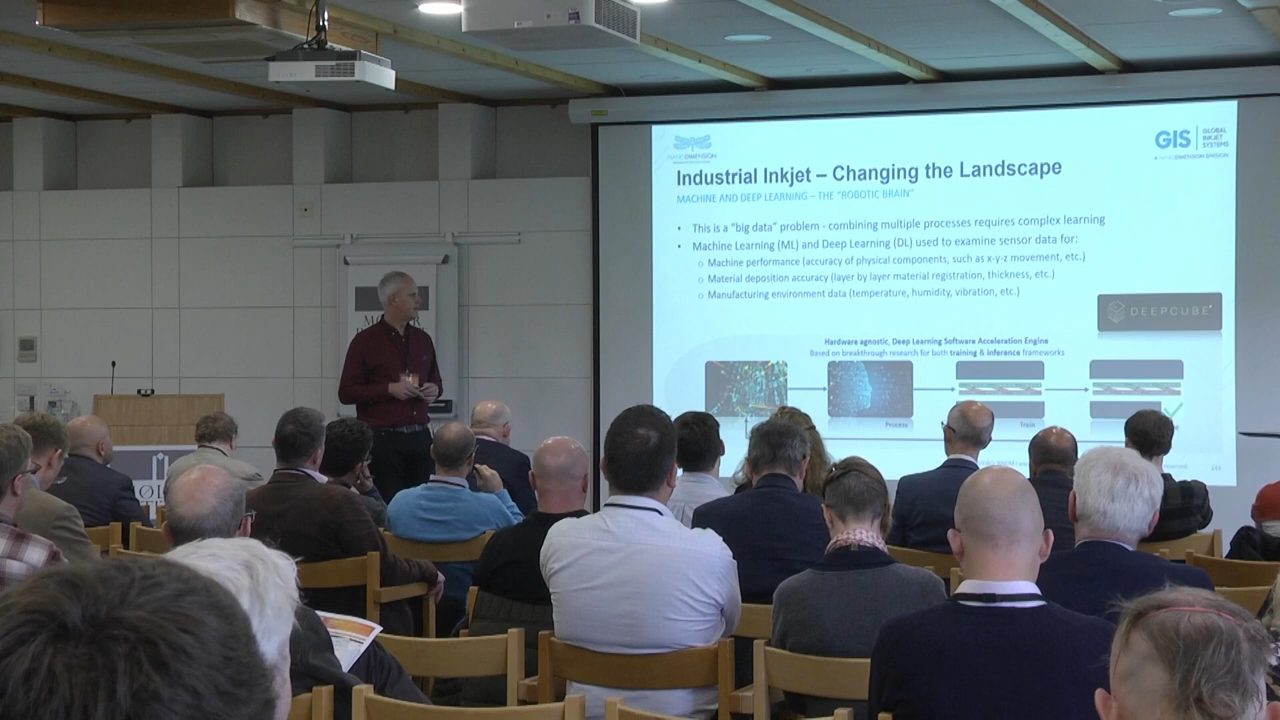 NANODIMENSION
GIS
GLOBAL
INKJET
SYSTEMS
A NANODIMENSION DIVISION
Industrial Inkjet – Changing the Landscape
MACHINE AND DEEP LEARNING – THE “ROBOTIC BRAIN”
• This is a “big data” problem - combining multiple processes requires complex learning
• Machine Learning (ML) and Deep Learning (DL) used to examine sensor data for:
o Machine performance (accuracy of physical components, such as x-y-z movement, etc.)
o Material deposition accuracy (layer by layer material registration, thickness, etc.)
o Manufacturing environment data (temperature, humidity, vibration, etc.)
DEEPCUBE
Hardware agnostic, Deep Learning Software Acceleration Engine
Based on breakthrough research for both training & inference frameworks
Process
Train